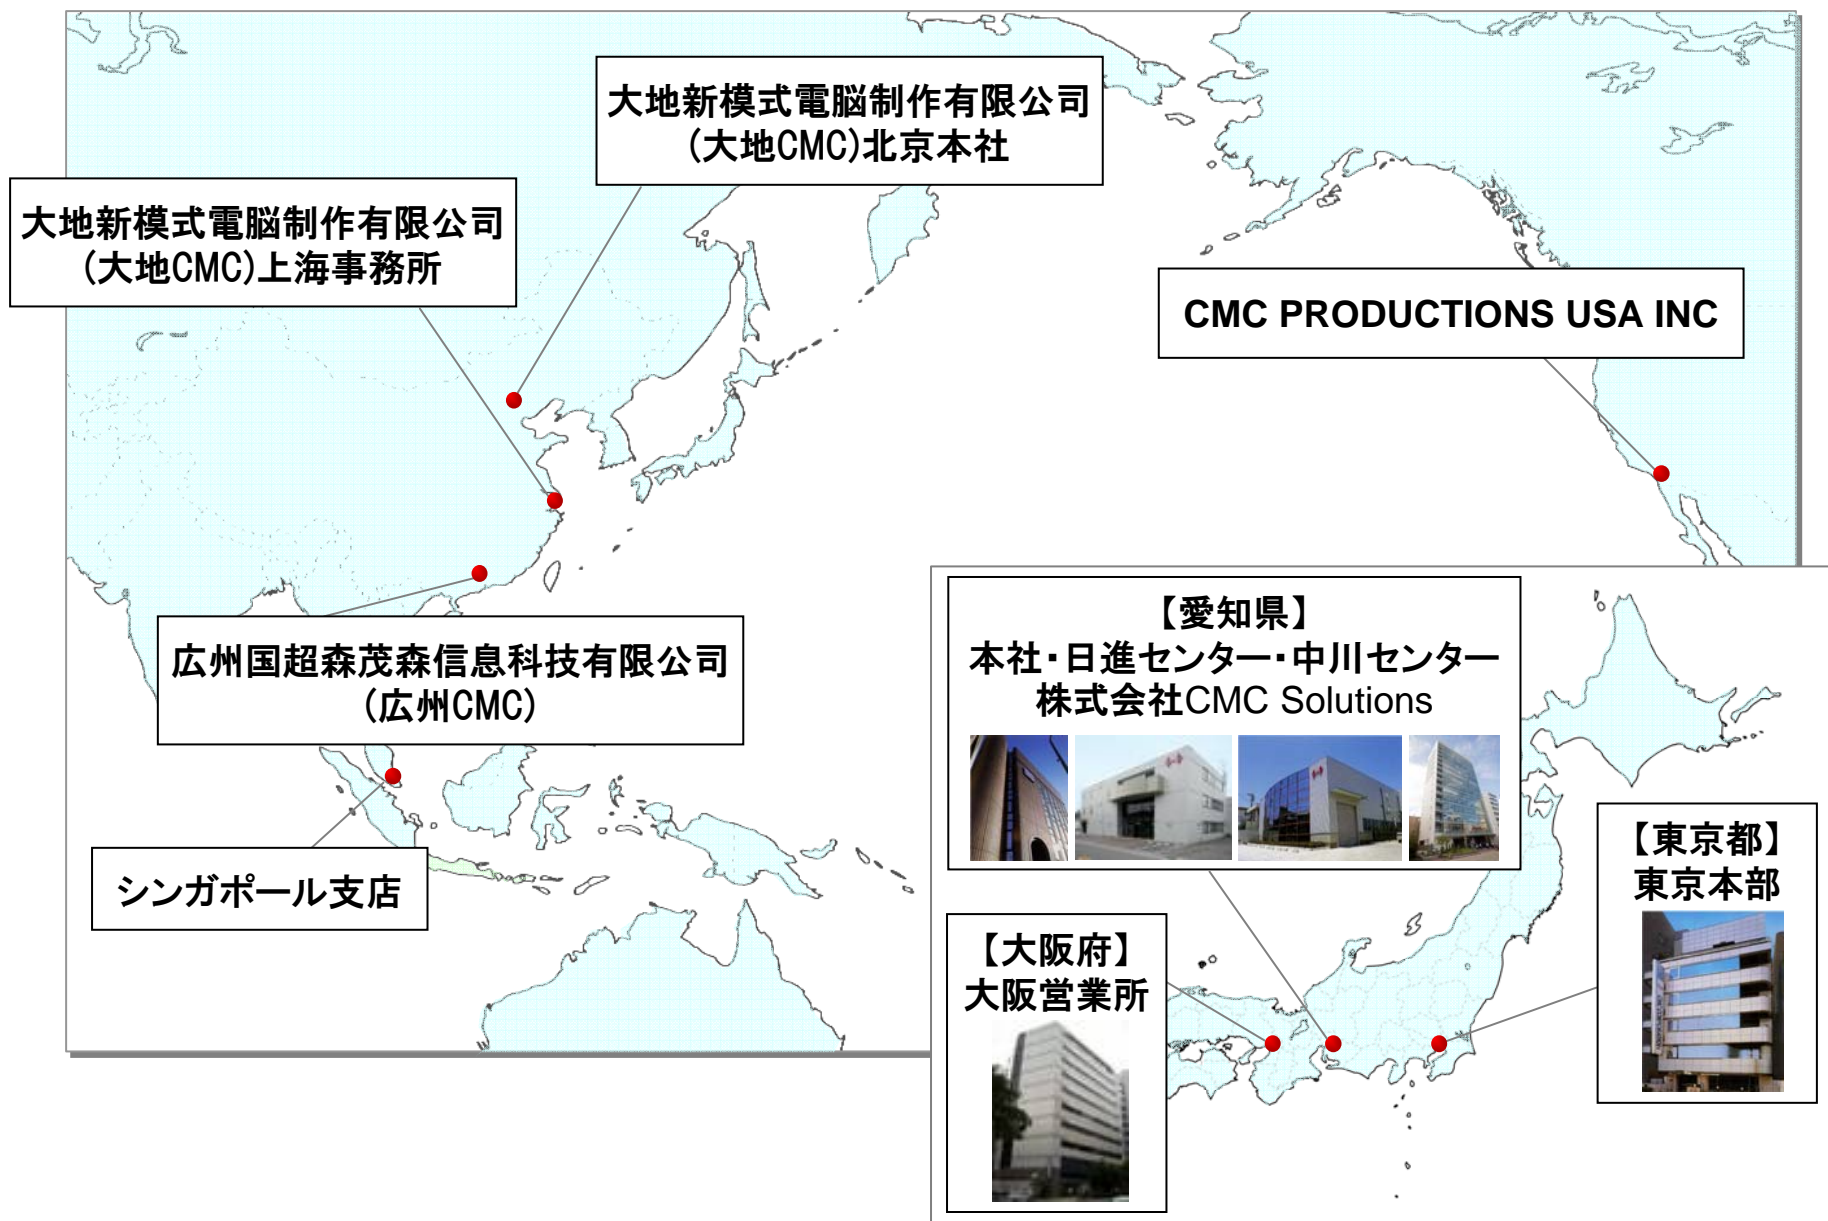 大地新模式電脳制作有限公司
(大地CMC)北京本社
大地新模式電脳制作有限公司
(大地CMC)上海事務所
CMC PRODUCTIONS USA INC
広州国超森茂森信息科技有限公司
(広州CMC)
シンガポール支店
【愛知県】
本社・日進センター・中川センター
株式会社CMC Solutions
【東京都】
東京本部
【大阪府】
大阪営業所